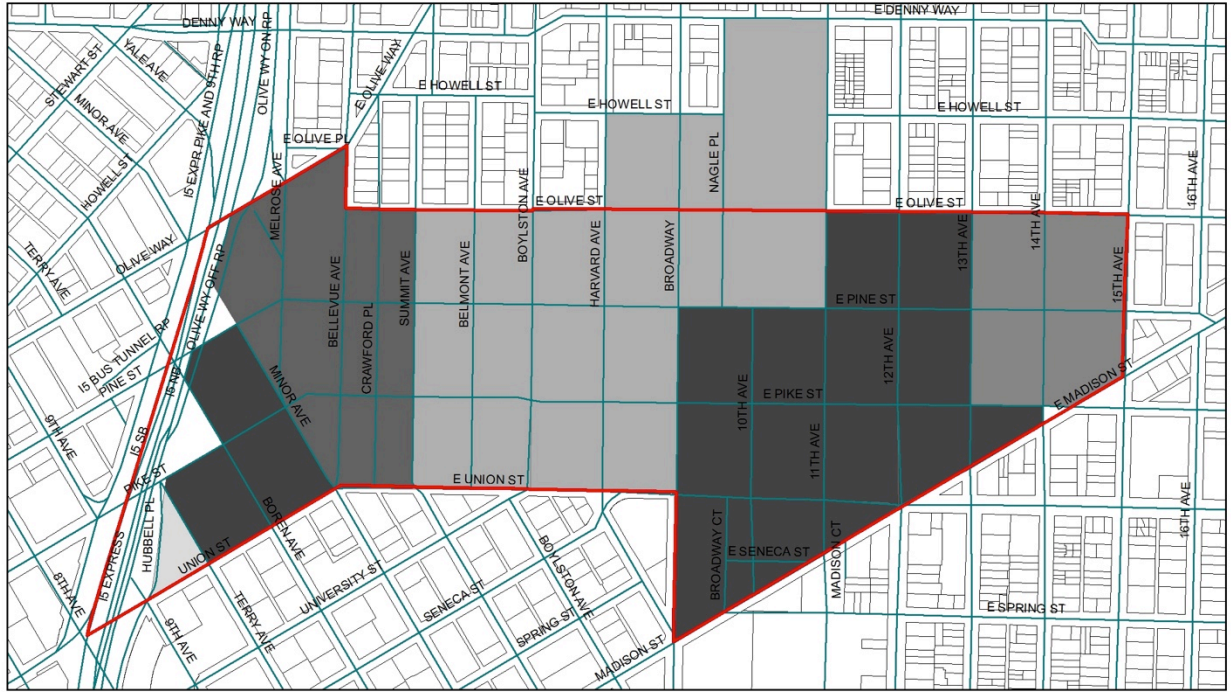 DENNY WAY
E DENNY WAY
STEWART ST
YALE AVE
MINOR AVE
HOWELL ST
I5 EXPR PIKE AND 9TH RP
OLIVE WY ON RP
E OLIVE WAY
E HOWELL ST
E HOWELL ST
E HOWELL ST
E OLIVE PL
NAGLE PL
16TH AVE
TERRY AVE
OLIVE WAY
OLIVE WY OFF RP
MELROSE AVE
BOYLSTON AVE
E OLIVE ST
E OLIVE ST
13TH AVE
14TH AVE
15TH AVE
BELLEVUE AVE
CRAWFORD PL
SUMMIT AVE
BELMONT AVE
HARVARD AVE
BROADWAY
E PINE ST
I5 BUS TUNNEL RP
PINE ST
I5 NB
MINOR AVE
12TH AVE
E MADISON ST
9TH AVE
I5 SB
10TH AVE
E PIKE ST
11TH AVE
PIKE ST
E UNION ST
BOREN AVE
16TH AVE
HUBBELL PL
UNION ST
I5 EXPRESS
8TH AVE
9TH AVE
TERRY AVE
UNIVERSITY ST
SENECA ST
SPRING ST
BOYLSTON AVE
MADISON ST
BROADWAY CT
E SENECA ST
MADISON CT
E SPRING ST